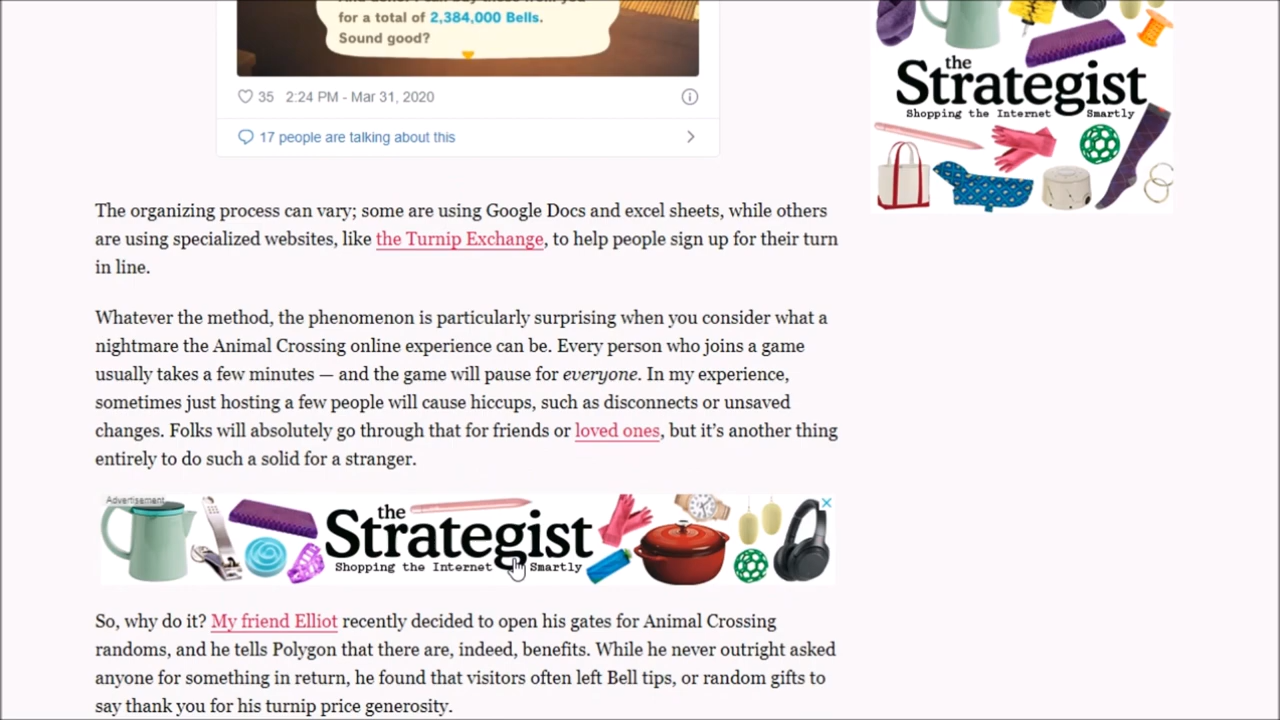 for a total of 2,384,000 Bells.
Sound good?
35 2:24 PM - Mar 31, 2020
17 people are talking about this
the
Strategist
Shopping the Internet Smartly
The organizing process can vary; some are using Google Docs and excel sheets, while others
are using specialized websites, like the Turnip Exchange, to help people sign up for their turn
in line.
Whatever the method, the phenomenon is particularly surprising when you consider what a
nightmare the Animal Crossing online experience can be. Every person who joins a game
usually takes a few minutes — and the game will pause for everyone. In my experience,
sometimes just hosting a few people will cause hiccups, such as disconnects or unsaved
changes. Folks will absolutely go through that for friends or loved ones, but it's another thing
entirely to do such a solid for a stranger.
Advertisement
the
Strategist
Shopping the Internet Smartly
So, why do it? My friend Elliot recently decided to open his gates for Animal Crossing
randoms, and he tells Polygon that there are, indeed, benefits. While he never outright asked
anyone for something in return, he found that visitors often left Bell tips, or random gifts to
say thank you for his turnip price generosity.